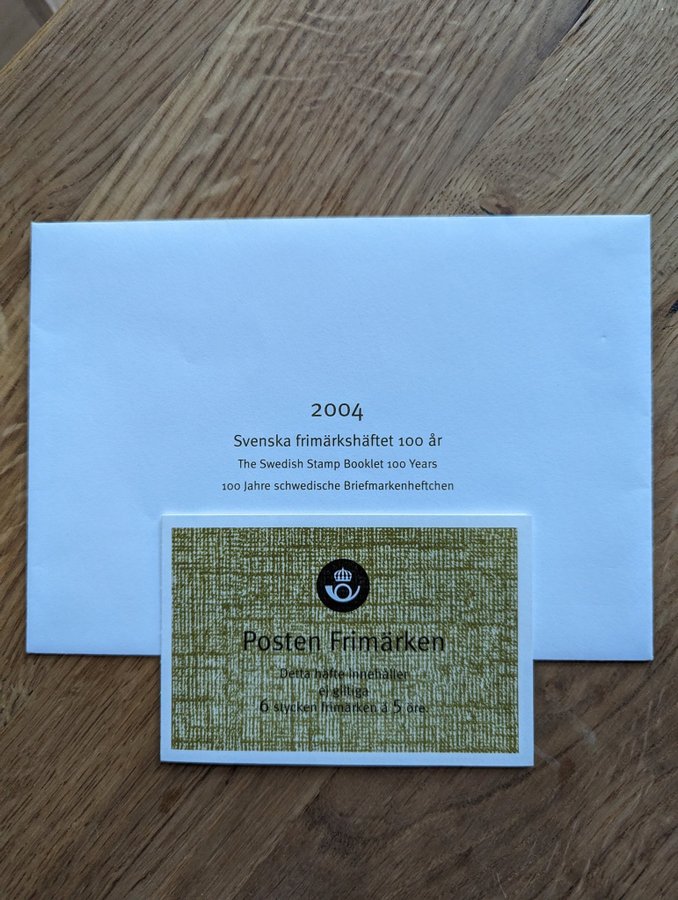 2004
Svenska frimärkshäftet 100 år
The Swedish Stamp Booklet 100 Years
100 Jahre schwedische Briefmarkenheftchen
Posten Frimärken
Detta häfte innehåller
ej giltiga
6 stycken frimärken à 5 öre.